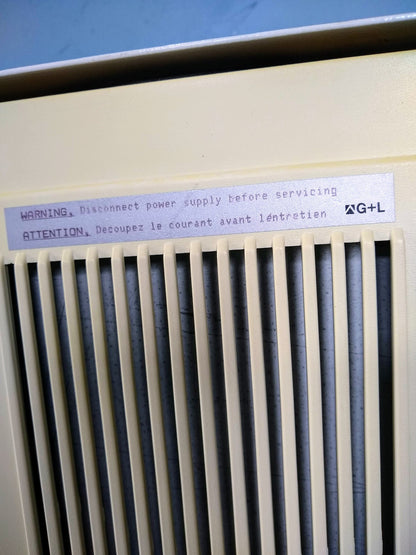 WARNING. Disconnect power supply before servicing
ATTENTION. Decoupez le courant avant lentretien
G+L